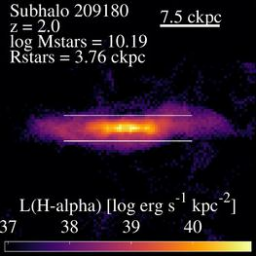 Subhalo 209180
z = 2.0
log Mstars = 10.19
Rstars = 3.76 ckpc
7.5 ckpc
L(H-alpha) [log erg s⁻¹ kpc⁻²]
37 38 39 40